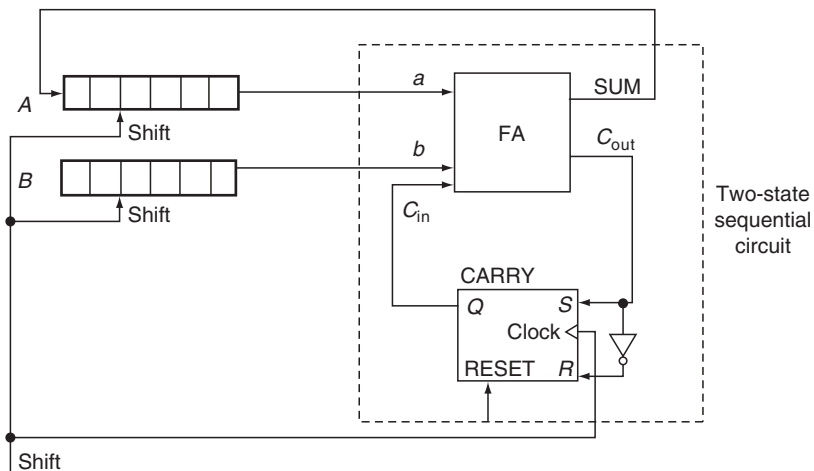 a
SUM
A
FA
Shift
C_out
b
B
Two-state
sequential
circuit
Shift
C_in
CARRY
Q
S
Clock
RESET
R
Shift